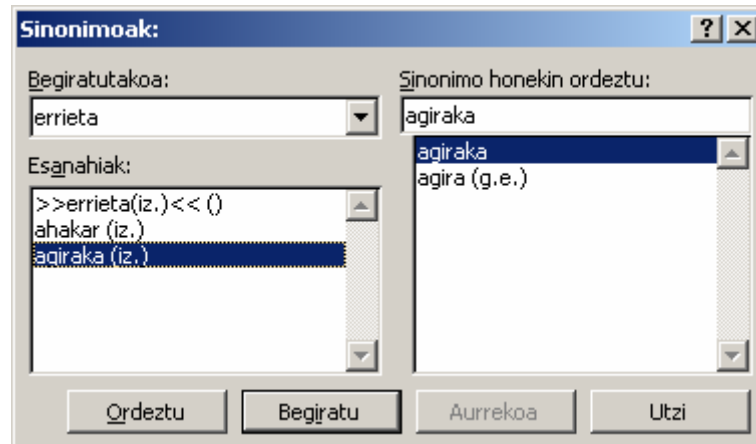 Sinonimoak:
Begiratutakoa:
errieta
Esanahiak:
>>errieta(iz.)<< ()
ahakar (iz.)
agiraka (iz.)
Sinonimo honekin ordeztu:
agiraka
agiraka
agira (g.e.)
Ordeztu
Begiratu
Aurrekoa
Utzi